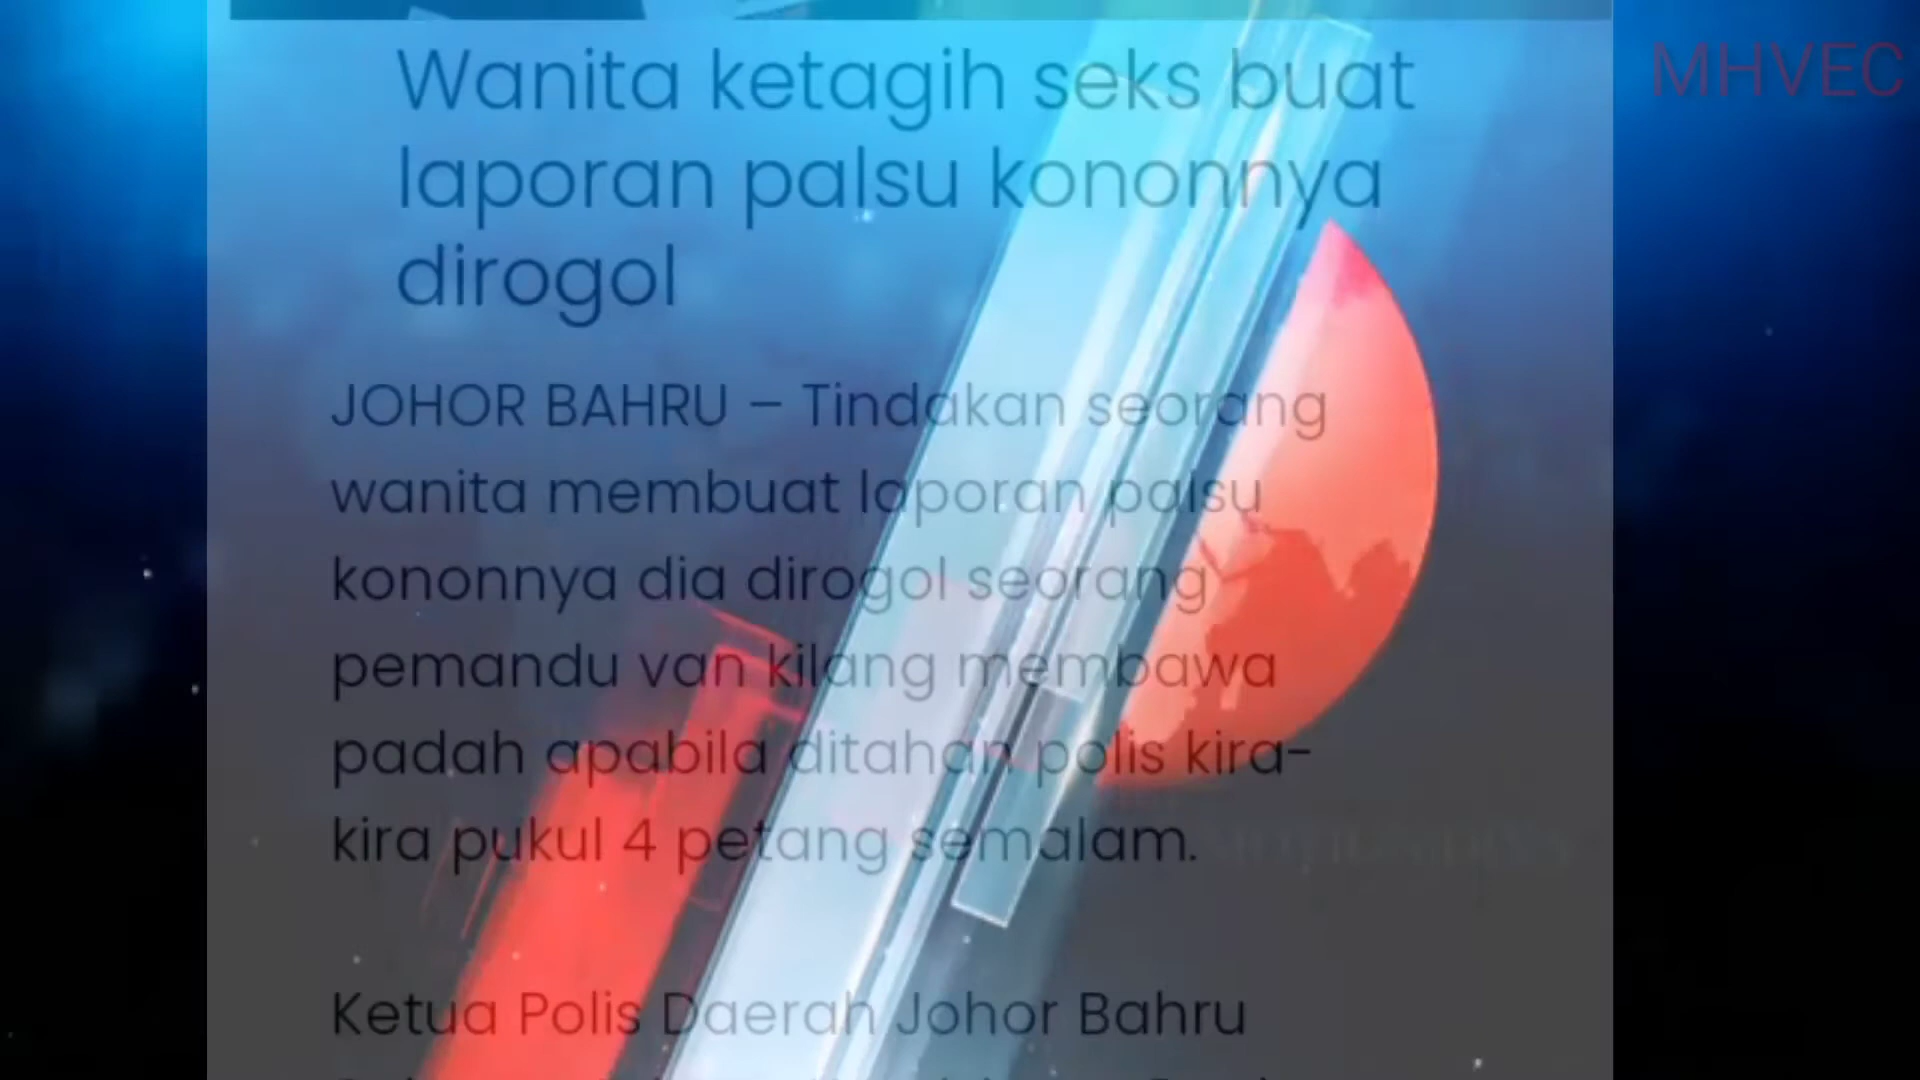 MHVEC
Wanita ketagih seks buat
laporan palsu kononnya
dirogol
JOHOR BAHRU – Tindakan seorang
wanita membuat laporan palsu
kononnya dia dirogol seorang
pemandu van kilang membawa
padah apabila ditahan polis kira-
kira pukul 4 petang semalam.
Ketua Polis Daerah Johor Bahru